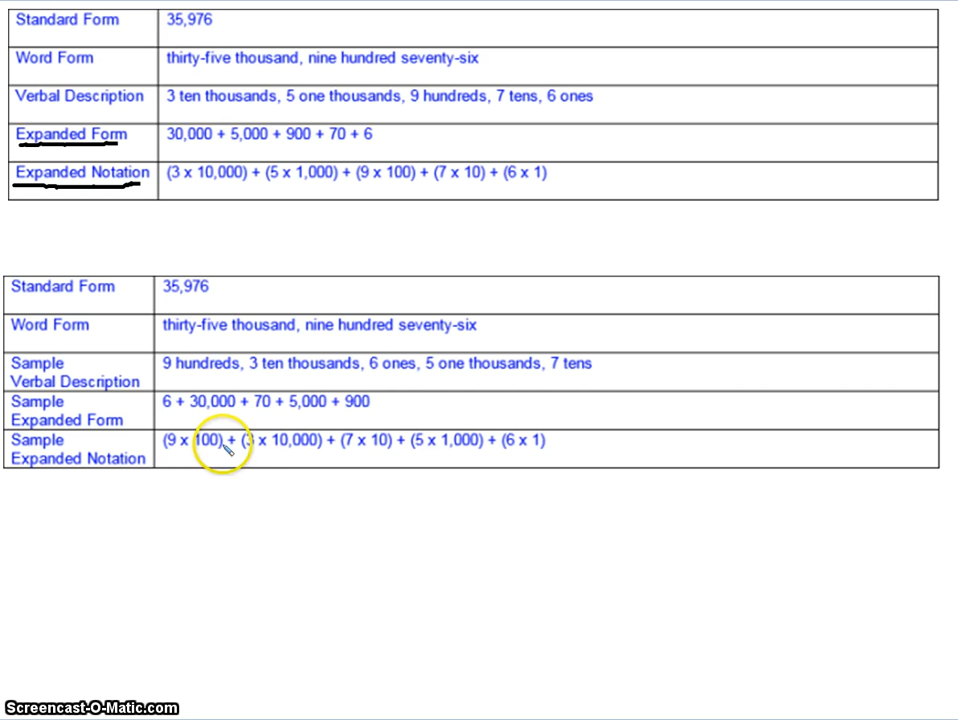 Standard Form 35,976
Word Form thirty-five thousand, nine hundred seventy-six
Verbal Description 3 ten thousands, 5 one thousands, 9 hundreds, 7 tens, 6 ones
Expanded Form 30,000 + 5,000 + 900 + 70 + 6
Expanded Notation (3 x 10,000) + (5 x 1,000) + (9 x 100) + (7 x 10) + (6 x 1)
Standard Form 35,976
Word Form thirty-five thousand, nine hundred seventy-six
Sample 9 hundreds, 3 ten thousands, 6 ones, 5 one thousands, 7 tens
Verbal Description
Sample 6 + 30,000 + 70 + 5,000 + 900
Expanded Form
Sample (9 x 100) + (3 x 10,000) + (7 x 10) + (5 x 1,000) + (6 x 1)
Expanded Notation
Screencast-O-Matic.com